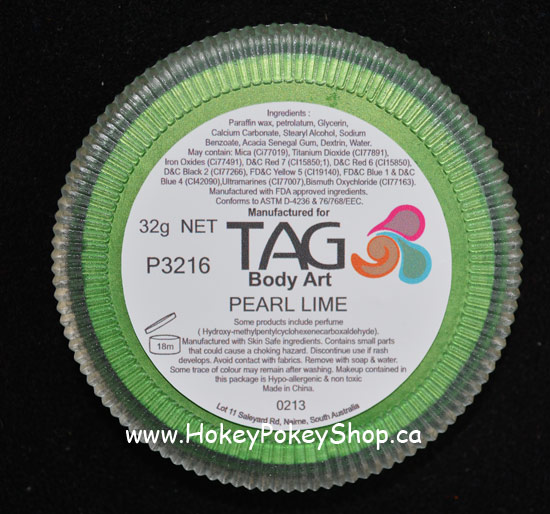 Ingredients :
Paraffin wax, petrolatum, Glycerin,
Calcium Carbonate, Stearyl Alcohol, Sodium
Benzoate, Acacia Senegal Gum, Dextrin, Water.
May contain: Mica (Ci77019), Titanium Dioxide (CI77891),
Iron Oxides (Ci77491), D&C Red 7 (CI15850;1), D&C Red 6 (CI15850),
D&C Black 2 (CI77266), FD&C Yellow 5 (CI19140), FD&C Blue 1 & D&C
Blue 4 (CI42090),Ultramarines (CI77007),Bismuth Oxychloride (CI77163).
Manufactured with FDA approved ingredients.
Conforms to ASTM D-4236 & 76/768/EEC.
Manufactured for
32g NET
TAG
P3216
Body Art
PEARL LIME
Some products include perfume
( Hydroxy-methylpentylcyclohexenecarboxaldehyde).
18m
Manufactured with Skin Safe ingredients. Contains small parts
that could cause a choking hazard. Discontinue use if rash
develops. Avoid contact with fabrics. Remove with soap & water.
Some trace of colour may remain after washing. Makeup contained in
this package is Hypo-allergenic & non toxic
Made in China.
0213
Lot 11 Saleyard Rd, Nairne, South Australia
www.HokeyPokeyShop.ca